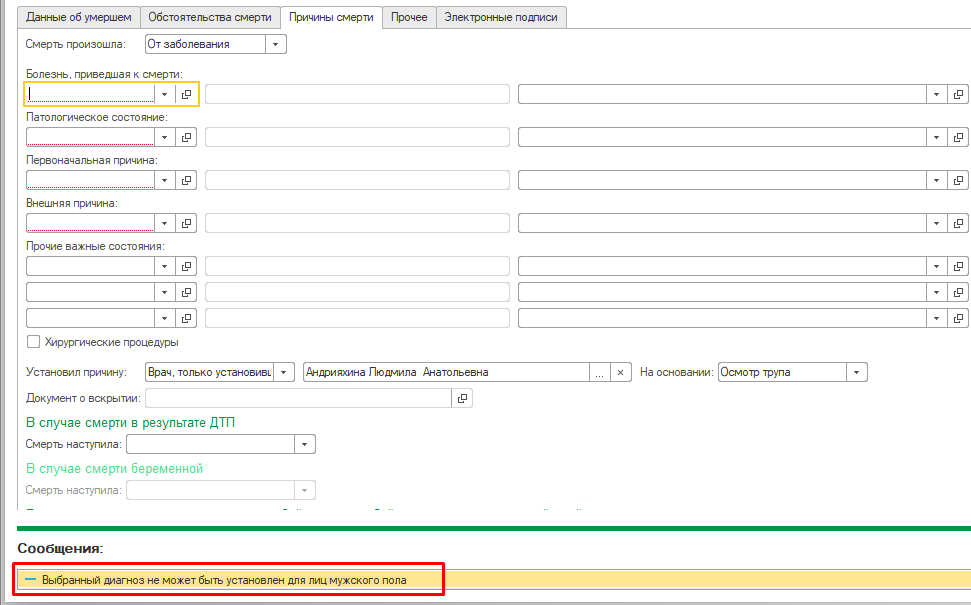 Данные об умершем Обстоятельства смерти Причины смерти Прочее Электронные подписи
Смерть произошла: От заболевания
Болезнь, приведшая к смерти:
Патологическое состояние:
Первоначальная причина:
Внешняя причина:
Прочие важные состояния:
Хирургические процедуры
Установил причину: Врач, только установивш Андрияхина Людмила Анатольевна ... × На основании: Осмотр трупа
Документ о вскрытии:
В случае смерти в результате ДТП
Смерть наступила:
В случае смерти беременной
Смерть наступила:
Сообщения:
Выбранный диагноз не может быть установлен для лиц мужского пола